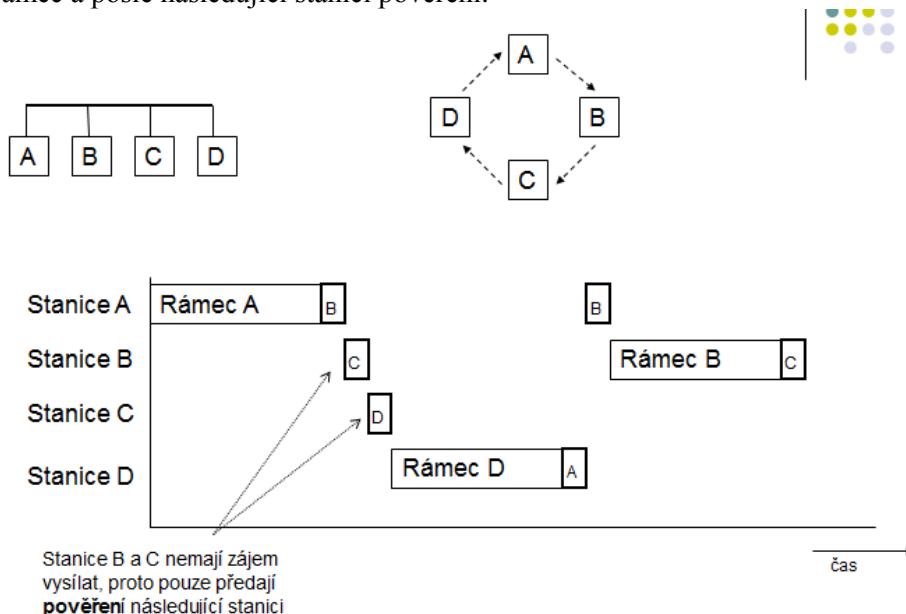 stanice a pošle následující stanici pověření.
A
D
B
A B C D
C
Stanice A Rámec A B B
Stanice B C Rámec B C
Stanice C D
Stanice D Rámec D A
Stanice B a C nemají zájem
vysílat, proto pouze předají
pověření následující stanici
čas